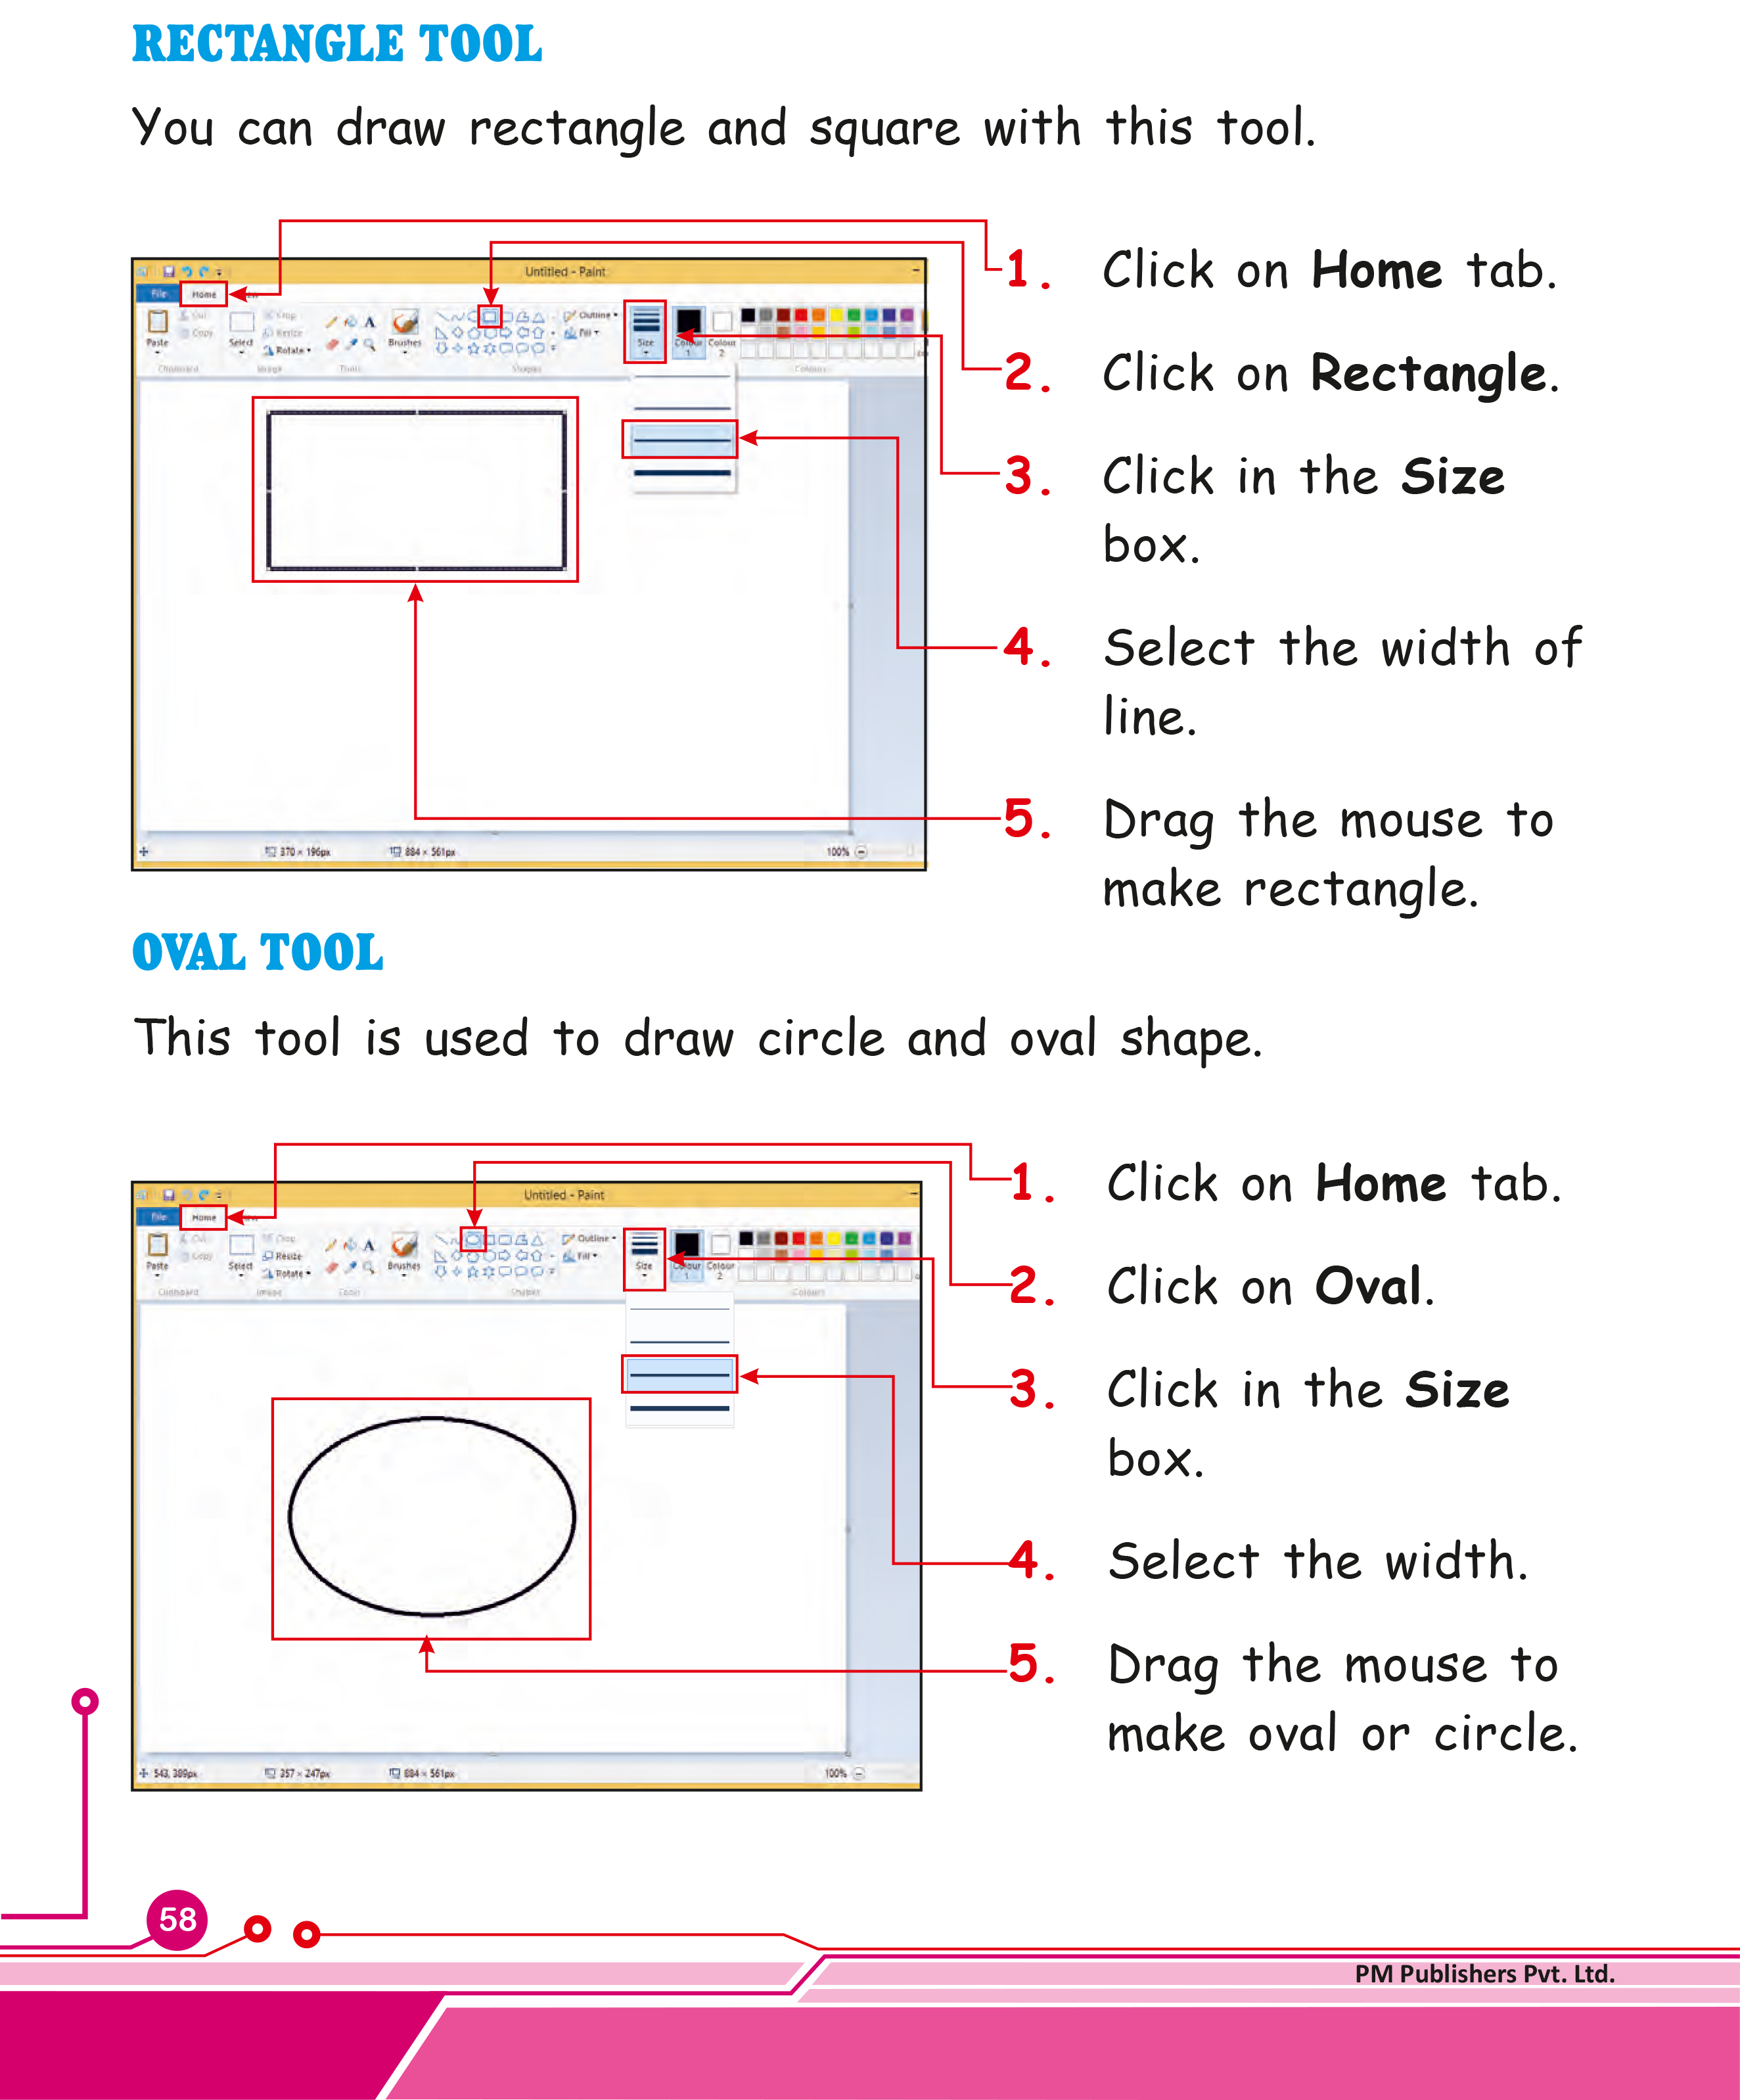 RECTANGLE TOOL
You can draw rectangle and square with this tool.
Untitled - Paint
File Home
Cut
Copy
Paste
Clipboard
Crop
Resize
Rotate
Select
Image
Tools
Brushes
Shapes
Outline
Fill
Size
Colour 1
Colour 2
Colours
370 × 196px
884 × 561px
100%
1. Click on Home tab.
2. Click on Rectangle.
3. Click in the Size
box.
4. Select the width of
line.
5. Drag the mouse to
make rectangle.
OVAL TOOL
This tool is used to draw circle and oval shape.
Untitled - Paint
File Home
Cut
Copy
Paste
Clipboard
Crop
Resize
Rotate
Select
Image
Tools
Brushes
Shapes
Outline
Fill
Size
Colour 1
Colour 2
Colours
543, 389px
357 × 247px
884 × 561px
100%
1. Click on Home tab.
2. Click on Oval.
3. Click in the Size
box.
4. Select the width.
5. Drag the mouse to
make oval or circle.
58
PM Publishers Pvt. Ltd.